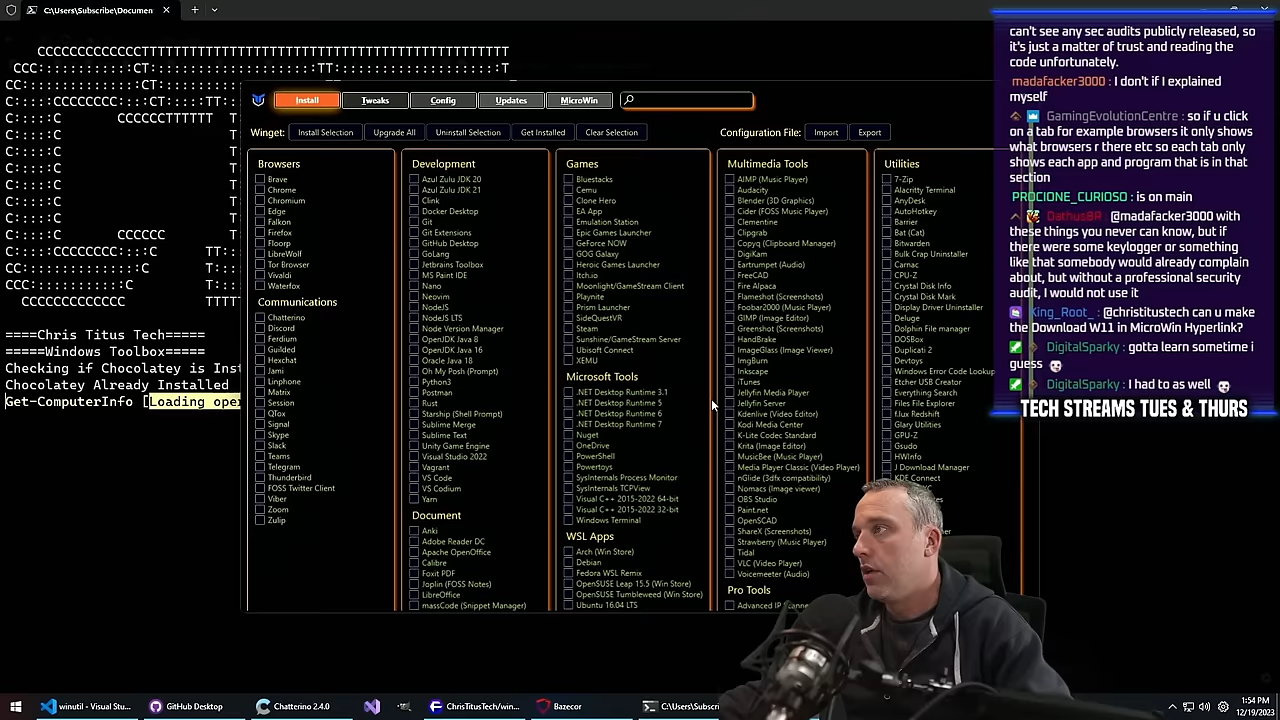 C:\Users\Subscribe\Documen
CCCCCCCCCCCCCTTTTTTTTTTTTTTTTTTTTTTTTTTTTTTTTTTTTTTTTTTTTT
====Chris Titus Tech=====
=====Windows Toolbox=====
Checking if Chocolatey is Inst
Chocolatey Already Installed
Get-ComputerInfo [Loading oper
Install
Tweaks
Config
Updates
MicroWin
Winget:
Install Selection
Upgrade All
Uninstall Selection
Get Installed
Clear Selection
Configuration File:
Import
Export
Browsers
Brave
Chrome
Chromium
Edge
Falkon
Firefox
Floorp
LibreWolf
Tor Browser
Vivaldi
Waterfox
Communications
Chatterino
Discord
Ferdium
Guilded
Hexchat
Jami
Linphone
Matrix
Session
QTox
Signal
Skype
Slack
Teams
Telegram
Thunderbird
FOSS Twitter Client
Viber
Zoom
Zulip
Development
Azul Zulu JDK 20
Azul Zulu JDK 21
Clink
Docker Desktop
Git
Git Extensions
GitHub Desktop
GoLang
Jetbrains Toolbox
MS Paint IDE
Nano
Neovim
NodeJS
NodeJS LTS
Node Version Manager
OpenJDK Java 8
OpenJDK Java 16
Oracle Java 18
Oh My Posh (Prompt)
Postman
Python3
Rust
Starship (Shell Prompt)
Sublime Merge
Sublime Text
Unity Game Engine
Visual Studio 2022
Vagrant
VS Code
VS Codium
Yarn
Document
Anki
Adobe Reader DC
Apache OpenOffice
Calibre
Foxit PDF
Joplin (FOSS Notes)
LibreOffice
massCode (Snippet Manager)
Games
Bluestacks
Cemu
Clone Hero
EA App
Emulation Station
Epic Games Launcher
GeForce NOW
GOG Galaxy
Heroic Games Launcher
Itch.io
Moonlight/GameStream Client
Playnite
Prism Launcher
SideQuestVR
Steam
Sunshine/GameStream Server
Ubisoft Connect
XEMU
Microsoft Tools
.NET Desktop Runtime 3.1
.NET Desktop Runtime 5
.NET Desktop Runtime 6
.NET Desktop Runtime 7
Nuget
OneDrive
PowerShell
Powertoys
SysInternals Process Monitor
SysInternals TCPView
Visual C++ 2015-2022 64-bit
Visual C++ 2015-2022 32-bit
Windows Terminal
WSL Apps
Arch (Win Store)
Debian
Fedora WSL Remix
OpenSUSE Leap 15.5 (Win Store)
OpenSUSE Tumbleweed (Win Store)
Ubuntu 16.04 LTS
Multimedia Tools
AIMP (Music Player)
Audacity
Blender (3D Graphics)
Cider (FOSS Music Player)
Clementine
Clipgrab
Copyq (Clipboard Manager)
DigiKam
Eartrumpet (Audio)
FreeCAD
Fire Alpaca
Flameshot (Screenshots)
Foobar2000 (Music Player)
GIMP (Image Editor)
Greenshot (Screenshots)
HandBrake
ImageGlass (Image Viewer)
ImgBurn
Inkscape
iTunes
Jellyfin Media Player
Jellyfin Server
Kdenlive (Video Editor)
Kodi Media Center
K-Lite Codec Standard
Krita (Image Editor)
MusicBee (Music Player)
Media Player Classic (Video Player)
nGlide (3dfx compatibility)
Nomacs (Image viewer)
OBS Studio
Paint.net
OpenSCAD
ShareX (Screenshots)
Strawberry (Music Player)
Tidal
VLC (Video Player)
Voicemeeter (Audio)
Pro Tools
Advanced IP
Utilities
7-Zip
Alacritty Terminal
AnyDesk
AutoHotkey
Barrier
Bat (Cat)
Bitwarden
Bulk Crap Uninstaller
Carnac
CPU-Z
Crystal Disk Info
Crystal Disk Mark
Display Driver Uninstaller
Deluge
Dolphin File manager
DOSBox
Duplicati 2
Devtoys
Windows Error Code Lookup
Etcher USB Creator
Everything Search
Files File Explorer
f.lux Redshift
Glary Utilities
GPU-Z
Gsudo
HWInfo
J Download Manager
KDE Connect
can't see any sec audits publicly released, so
it's just a matter of trust and reading the
code unfortunately.
madafacker3000 : I don't if I explained
myself
GamingEvolutionCentre : so if u click
on a tab for example browsers it only shows
what browsers r there etc so each tab only
shows each app and program that is in that
section
PROCIONE_CURIOSO : is on main
DathusBR : @madafacker3000 with
these things you never can know, but if
there were some keylogger or something
like that somebody would already complain
about, but without a professional security
audit, I would not use it
King_Root_ : @christitustech can u make
the Download W11 in MicroWin Hyperlink?
DigitalSparky : gotta learn sometime i
guess
DigitalSparky : I had to as well
TECH STREAMS TUES & THURS
winutil - Visual Stu...
GitHub Desktop
Chatterino 2.4.0
ChrisTitusTech/win...
Bazecor
C:\Users\Subscri
1:54 PM
12/19/2023